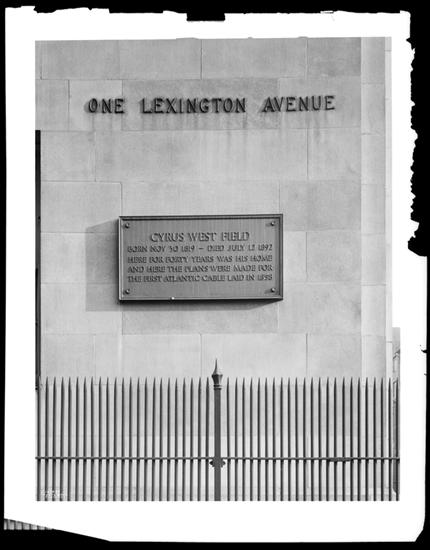 ONE LEXINGTON AVENUE
CYRUS WEST FIELD
BORN NOV 30 1819 – DIED JULY 12 1892
HERE FOR FORTY YEARS WAS HIS HOME
AND HERE THE PLANS WERE MADE FOR
THE FIRST ATLANTIC CABLE LAID IN 1858